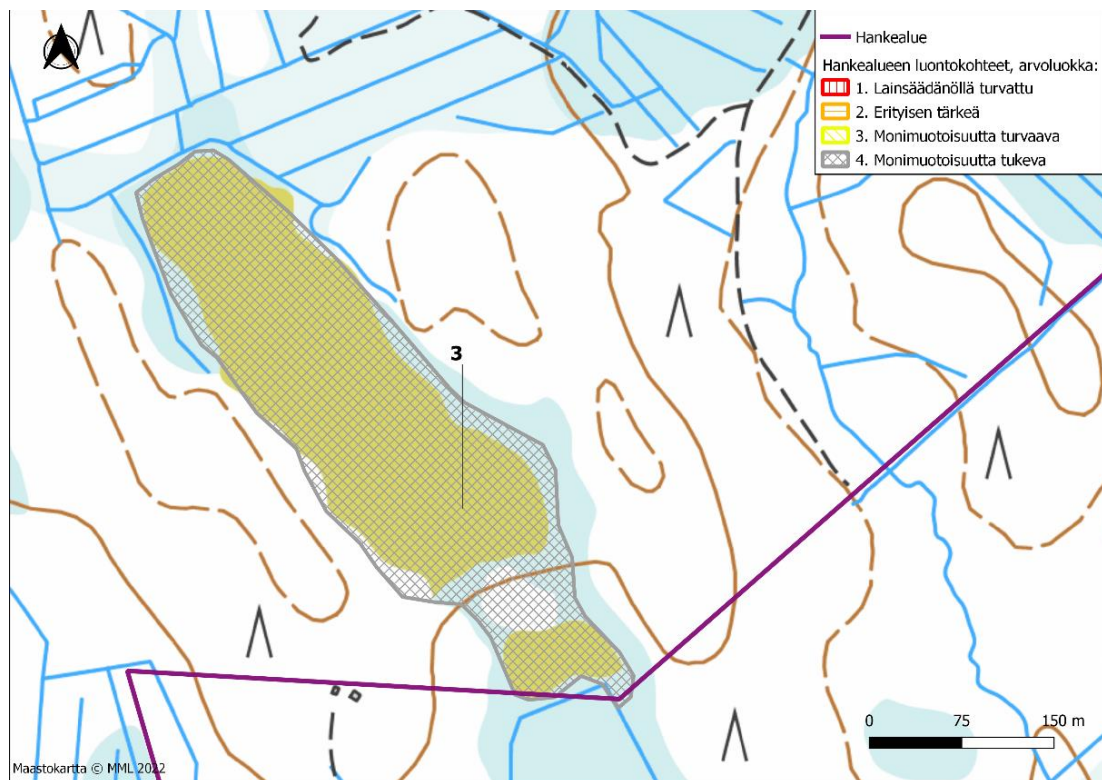 Hankealue
Hankealueen luontokohteet, arvoluokka:
1. Lainsäädänöllä turvattu
2. Erityisen tärkeä
3. Monimuotoisuutta turvaava
4. Monimuotoisuutta tukeva
3
0 75 150 m
Maastokartta © MML 2022